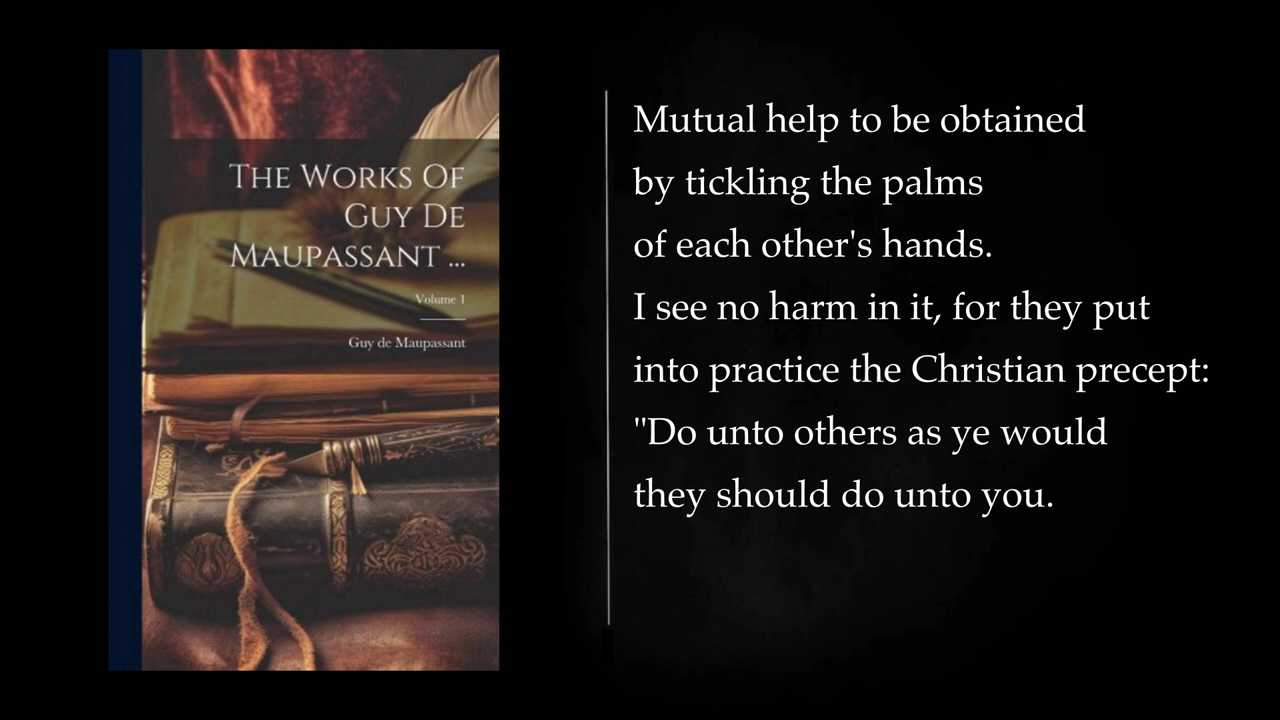 THE WORKS OF
GUY DE
MAUPASSANT ...
Volume 1
Guy de Maupassant
Mutual help to be obtained
by tickling the palms
of each other's hands.
I see no harm in it, for they put
into practice the Christian precept:
"Do unto others as ye would
they should do unto you.